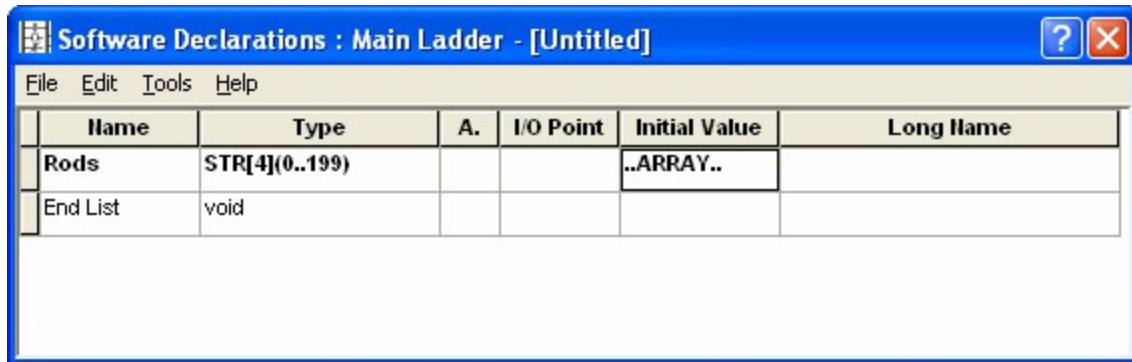 Software Declarations : Main Ladder - [Untitled]
?
File Edit Tools Help
Name Type A. I/O Point Initial Value Long Name
Rods STR[4](0..199) ..ARRAY..
End List void